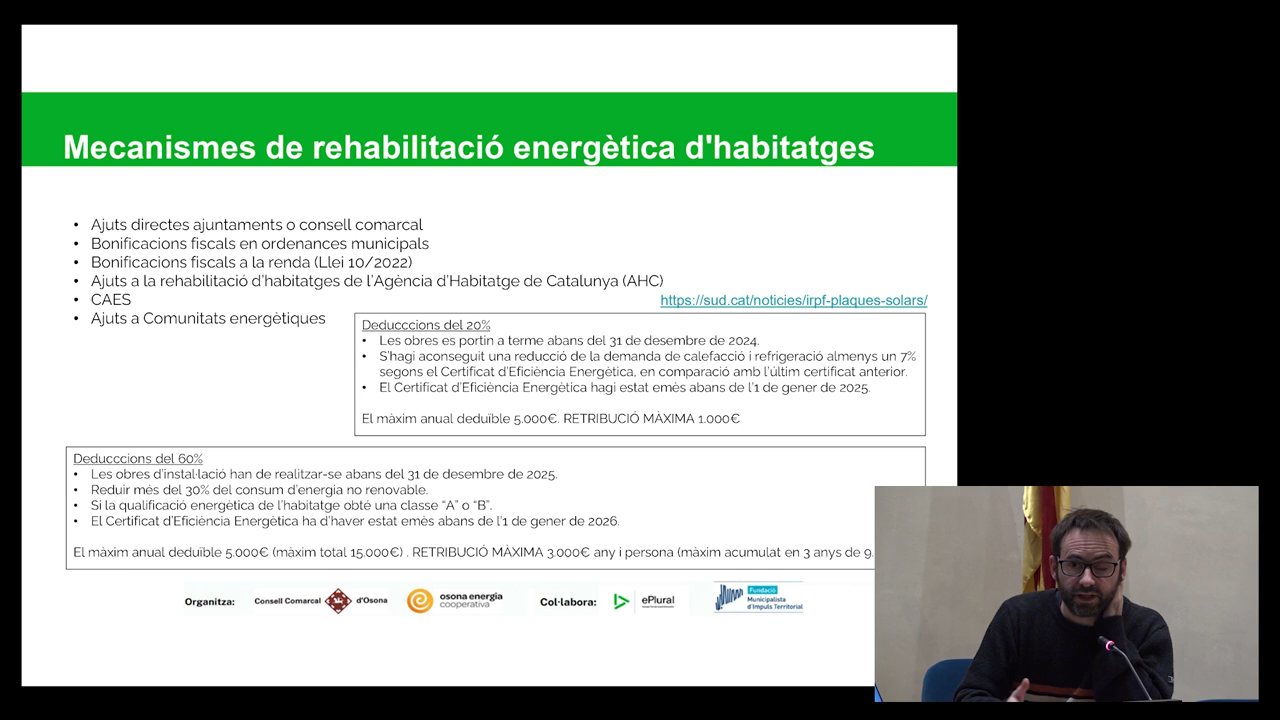 Mecanismes de rehabilitació energètica d'habitatges
• Ajuts directes ajuntaments o consell comarcal
• Bonificacions fiscals en ordenances municipals
• Bonificacions fiscals a la renda (Llei 10/2022)
• Ajuts a la rehabilitació d'habitatges de l'Agència d'Habitatge de Catalunya (AHC)
• CAES
https://sud.cat/noticies/irpf-plaques-solars/
• Ajuts a Comunitats energètiques
Deducccions del 20%
• Les obres es portin a terme abans del 31 de desembre de 2024.
• S'hagi aconseguit una reducció de la demanda de calefacció i refrigeració almenys un 7%
segons el Certificat d'Eficiència Energètica, en comparació amb l'últim certificat anterior.
• El Certificat d'Eficiència Energètica hagi estat emès abans de l'1 de gener de 2025.
El màxim anual deduïble 5.000€. RETRIBUCIÓ MÀXIMA 1.000€
Deducccions del 60%
• Les obres d'instal·lació han de realitzar-se abans del 31 de desembre de 2025.
• Reduir més del 30% del consum d'energia no renovable.
• Si la qualificació energètica de l'habitatge obté una classe "A" o "B".
• El Certificat d'Eficiència Energètica ha d'haver estat emès abans de l'1 de gener de 2026.
El màxim anual deduïble 5.000€ (màxim total 15.000€) . RETRIBUCIÓ MÀXIMA 3.000€ any i persona (màxim acumulat en 3 anys de 9.
Organitza:
Consell Comarcal d'Osona
osona energia
cooperativa
Col·labora:
ePlural
Fundació
Municipalista
d'Impuls Territorial